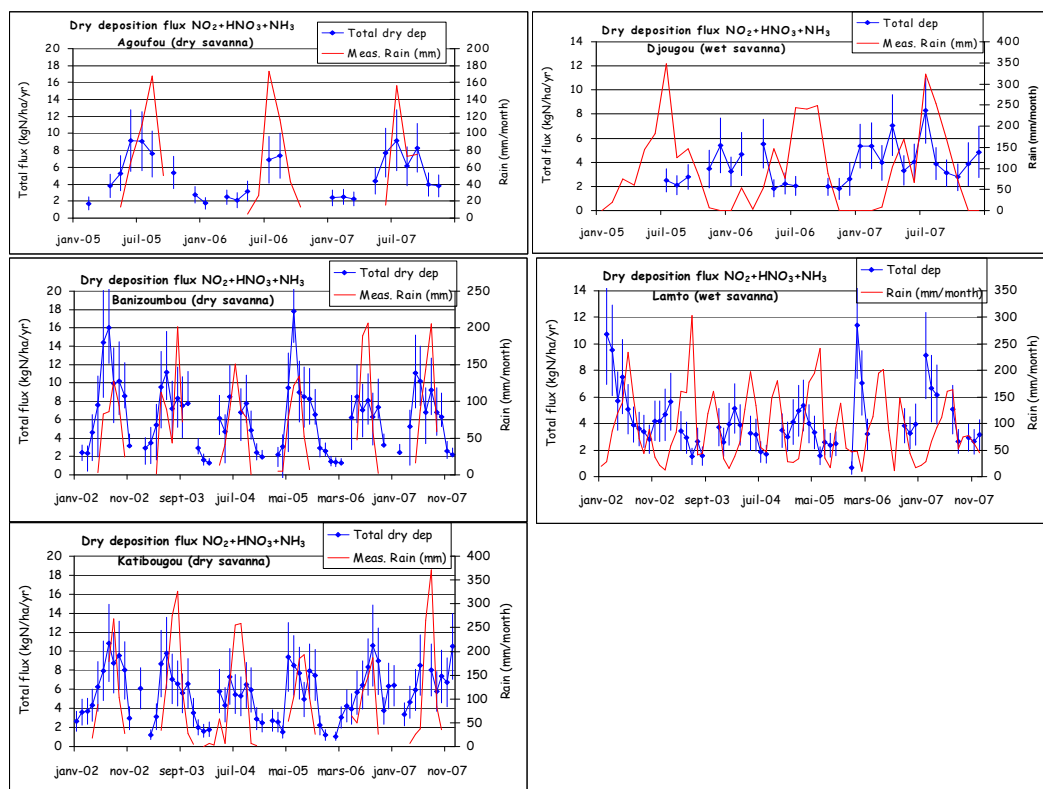 Dry deposition flux NO₂+HNO₃+NH₃
Agoufou (dry savanna)
Total dry dep
Meas. Rain (mm)
Total flux (kgN/ha/yr)
20
18
16
14
12
10
8
6
4
2
0
200
180
160
140
120
100
80
60
40
20
0
Rain (mm/month)
janv-05 juil-05 janv-06 juil-06 janv-07 juil-07
Dry deposition flux NO₂+HNO₃+NH₃
Djougou (wet savanna)
Total dep
Meas. Rain (mm)
Total flux (kgN/ha/yr)
14
12
10
8
6
4
2
0
400
350
300
250
200
150
100
50
0
Rain (mm/month)
janv-05 juil-05 janv-06 juil-06 janv-07 juil-07
Dry deposition flux NO₂+HNO₃+NH₃
Banizoumbou (dry savanna)
Total dry dep
Meas. Rain (mm)
Total flux (kgN/ha/yr)
20
18
16
14
12
10
8
6
4
2
0
250
200
150
100
50
0
Rain (mm/month)
janv-02 nov-02 sept-03 juil-04 mai-05 mars-06 janv-07 nov-07
Dry deposition flux NO₂+HNO₃+NH₃
Lamto (wet savanna)
Total dry dep
Rain (mm/month)
Total flux (kgN/ha/yr)
14
12
10
8
6
4
2
0
350
300
250
200
150
100
50
0
Rain (mm/month)
janv-02 nov-02 sept-03 juil-04 mai-05 mars-06 janv-07 nov-07
Dry deposition flux NO₂+HNO₃+NH₃
Katibougou (dry savanna)
Total dry dep
Meas. Rain (mm)
Total flux (kgN/ha/yr)
20
18
16
14
12
10
8
6
4
2
0
400
350
300
250
200
150
100
50
0
Rain (mm/month)
janv-02 nov-02 sept-03 juil-04 mai-05 mars-06 janv-07 nov-07